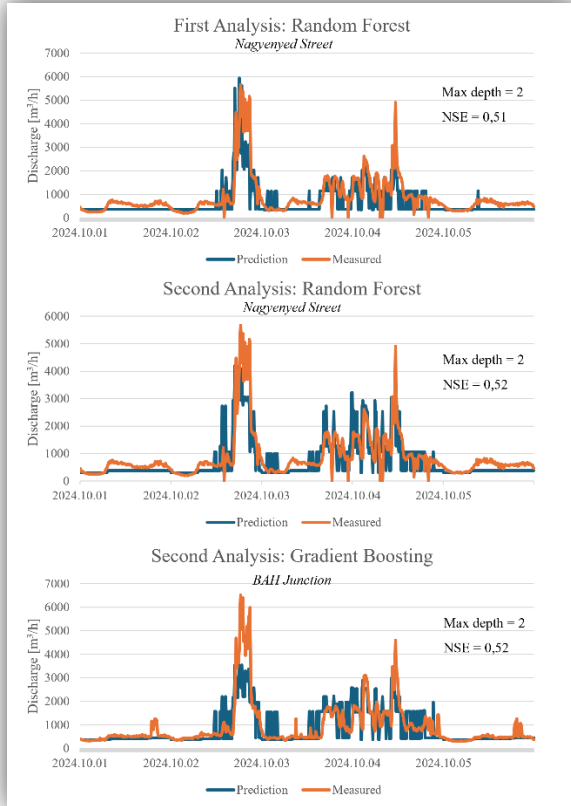 First Analysis: Random Forest
Nagyenyed Street
Discharge [m³/h]
7000
6000
5000
4000
3000
2000
1000
0
Max depth = 2
NSE = 0,51
2024.10.01 2024.10.02 2024.10.03 2024.10.04 2024.10.05
Prediction Measured
Second Analysis: Random Forest
Nagyenyed Street
Discharge [m³/h]
6000
5000
4000
3000
2000
1000
0
Max depth = 2
NSE = 0,52
2024.10.01 2024.10.02 2024.10.03 2024.10.04 2024.10.05
Prediction Measured
Second Analysis: Gradient Boosting
BAH Junction
Discharge [m³/h]
7000
6000
5000
4000
3000
2000
1000
0
Max depth = 2
NSE = 0,52
2024.10.01 2024.10.02 2024.10.03 2024.10.04 2024.10.05
Prediction Measured